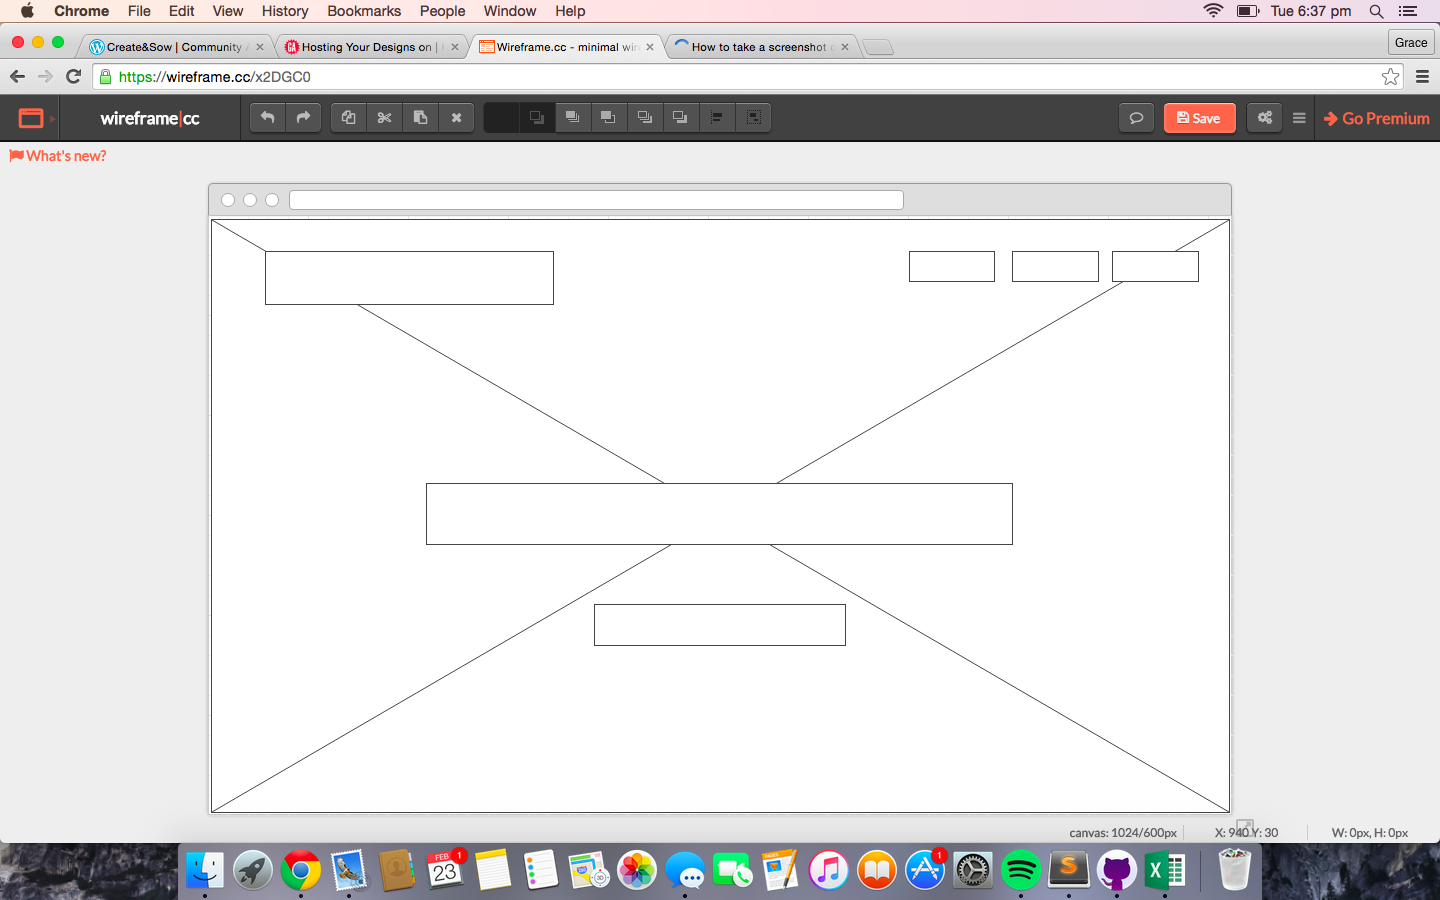 Chrome File Edit View History Bookmarks People Window Help Tue 6:37 pm
Create&Sow | Community
Hosting Your Designs on |
Wireframe.cc - minimal wir
How to take a screenshot
Grace
https://wireframe.cc/x2DGC0
wireframe|cc
Save
Go Premium
What's new?
canvas: 1024/600px
X: 940 Y: 30
W: 0px, H: 0px
FEB
23
1
1